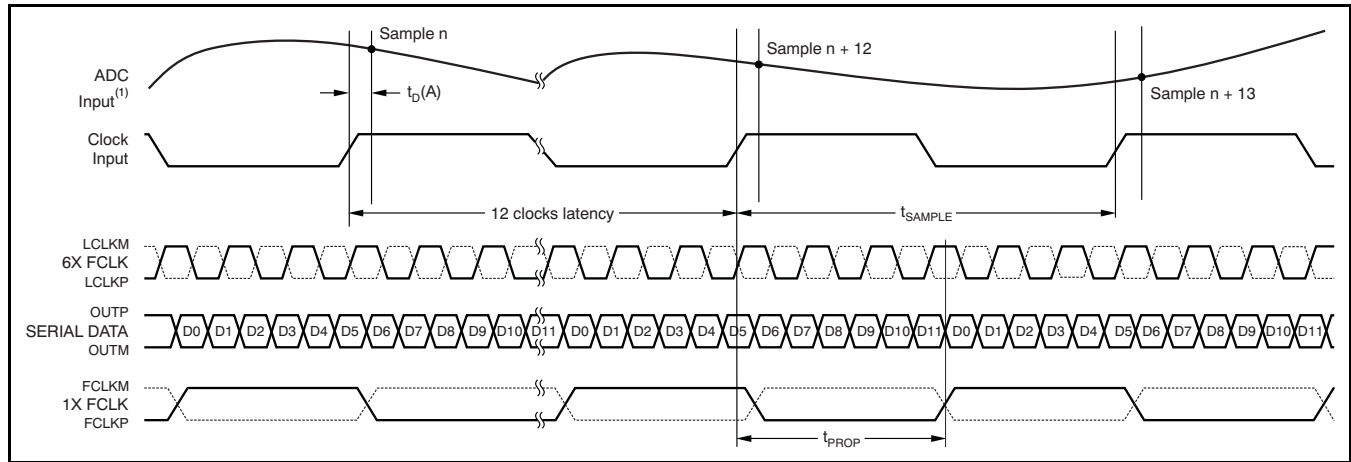 Sample n
Sample n + 12
Sample n + 13
ADC
Input(1)
tD(A)
Clock
Input
12 clocks latency
tSAMPLE
LCLKM
6X FCLK
LCLKP
OUTP
SERIAL DATA
OUTM
D0 D1 D2 D3 D4 D5 D6 D7 D8 D9 D10 D11 D0 D1 D2 D3 D4 D5 D6 D7 D8 D9 D10 D11 D0 D1 D2 D3 D4 D5 D6 D7 D8 D9 D10 D11
FCLKM
1X FCLK
FCLKP
tPROP